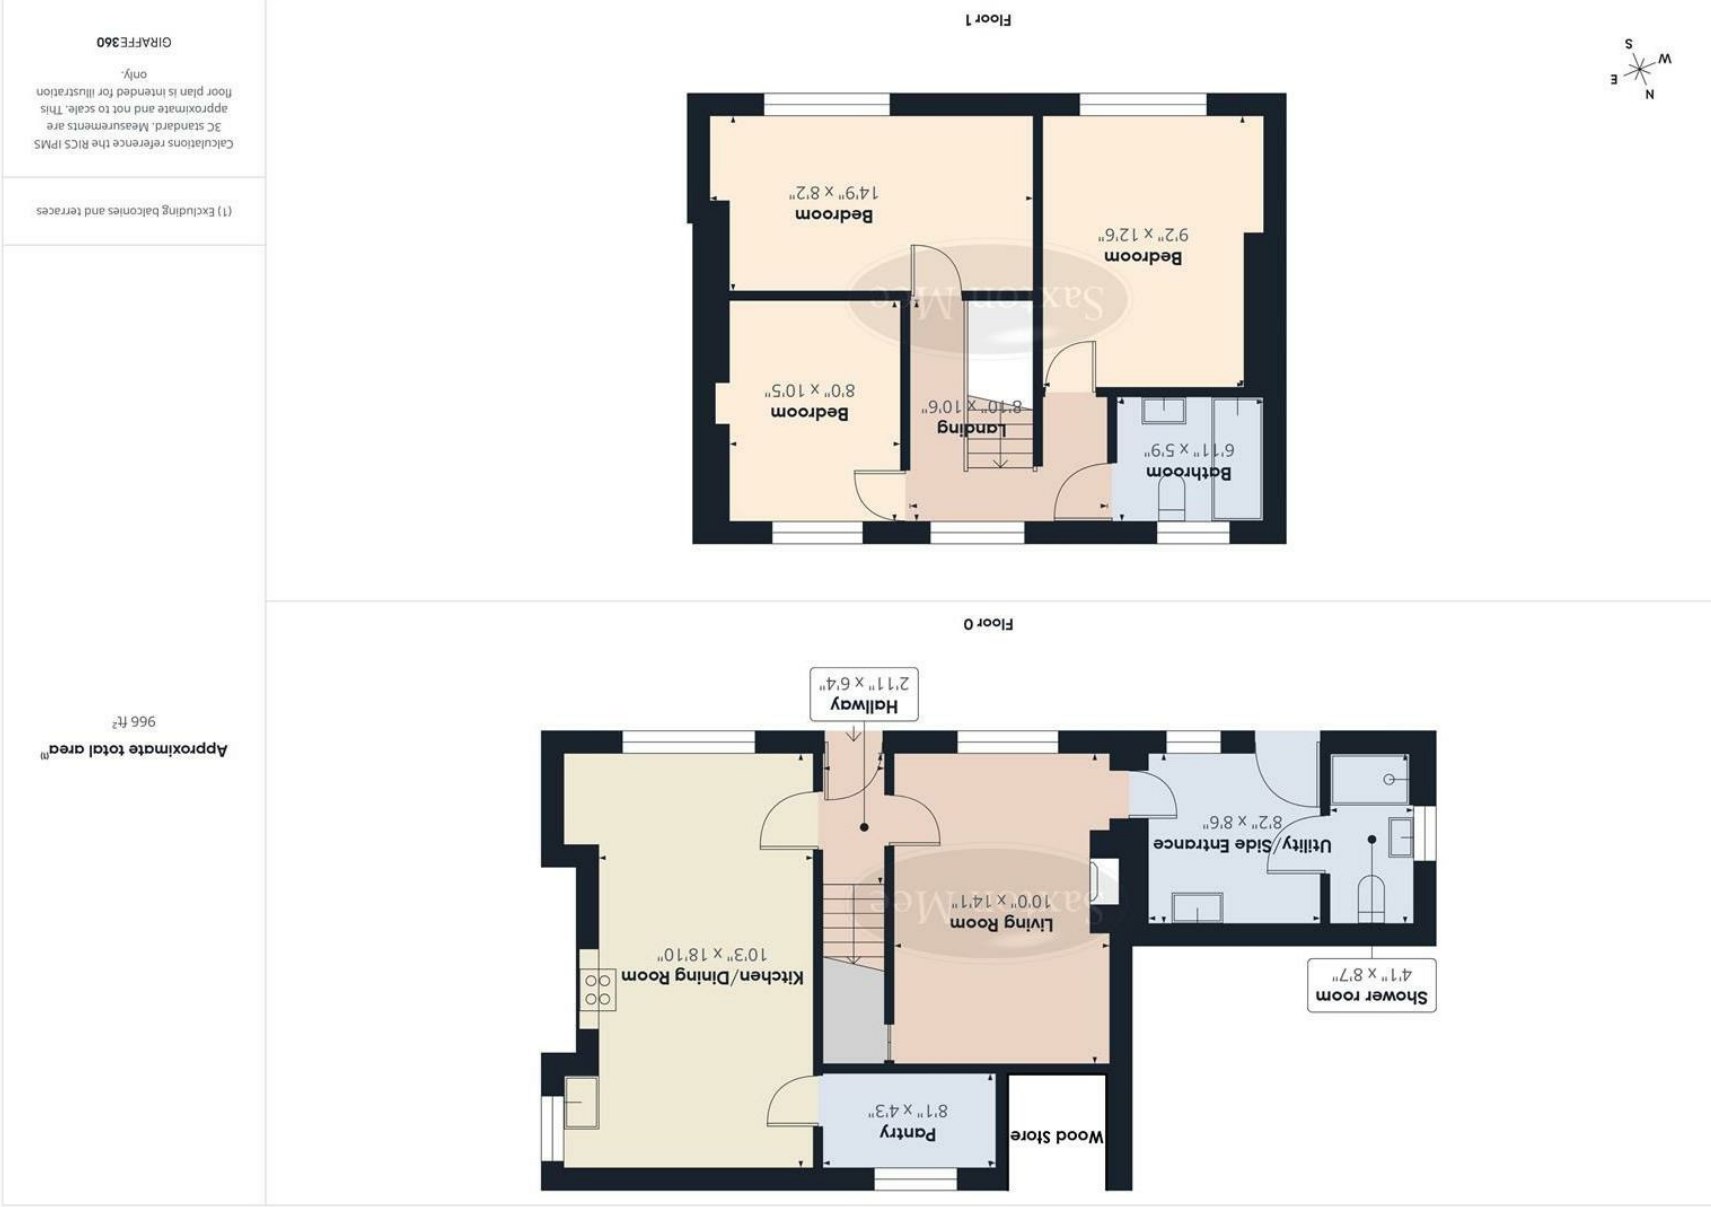 Wood Store
Pantry
8'1" x 4'3"
Kitchen/Dining Room
10'3" x 18'10"
Living Room
10'0" x 14'1"
Shower room
4'1" x 8'7"
Utility/Side Entrance
8'2" x 8'6"
Hallway
2'11" x 6'4"
Saxton Mee
Floor 0
Bathroom
6'11" x 5'9"
Landing
8'10" x 10'6"
Bedroom
8'0" x 10'5"
Bedroom
9'2" x 12'6"
Bedroom
14'9" x 8'2"
Saxton Mee
Floor 1
N
E
W
S
Approximate total area(1)
966 ft²
(1) Excluding balconies and terraces
Calculations reference the RICS IPMS
3C standard. Measurements are
approximate and not to scale. This
floor plan is intended for illustration
only.
GIRAFFE360